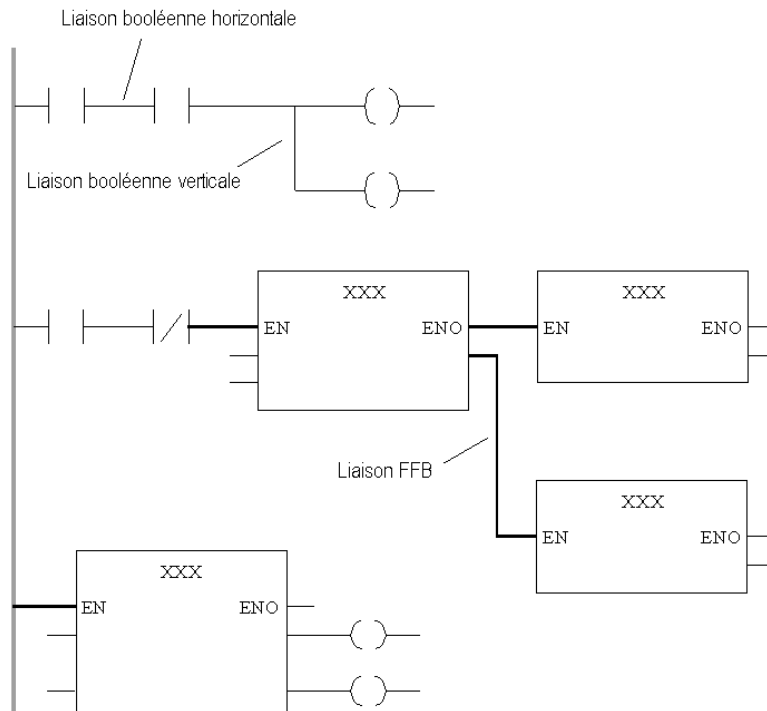 Liaison booléenne horizontale
Liaison booléenne verticale
XXX
XXX
EN
ENO
EN
ENO
Liaison FFB
XXX
EN
ENO
XXX
EN
ENO